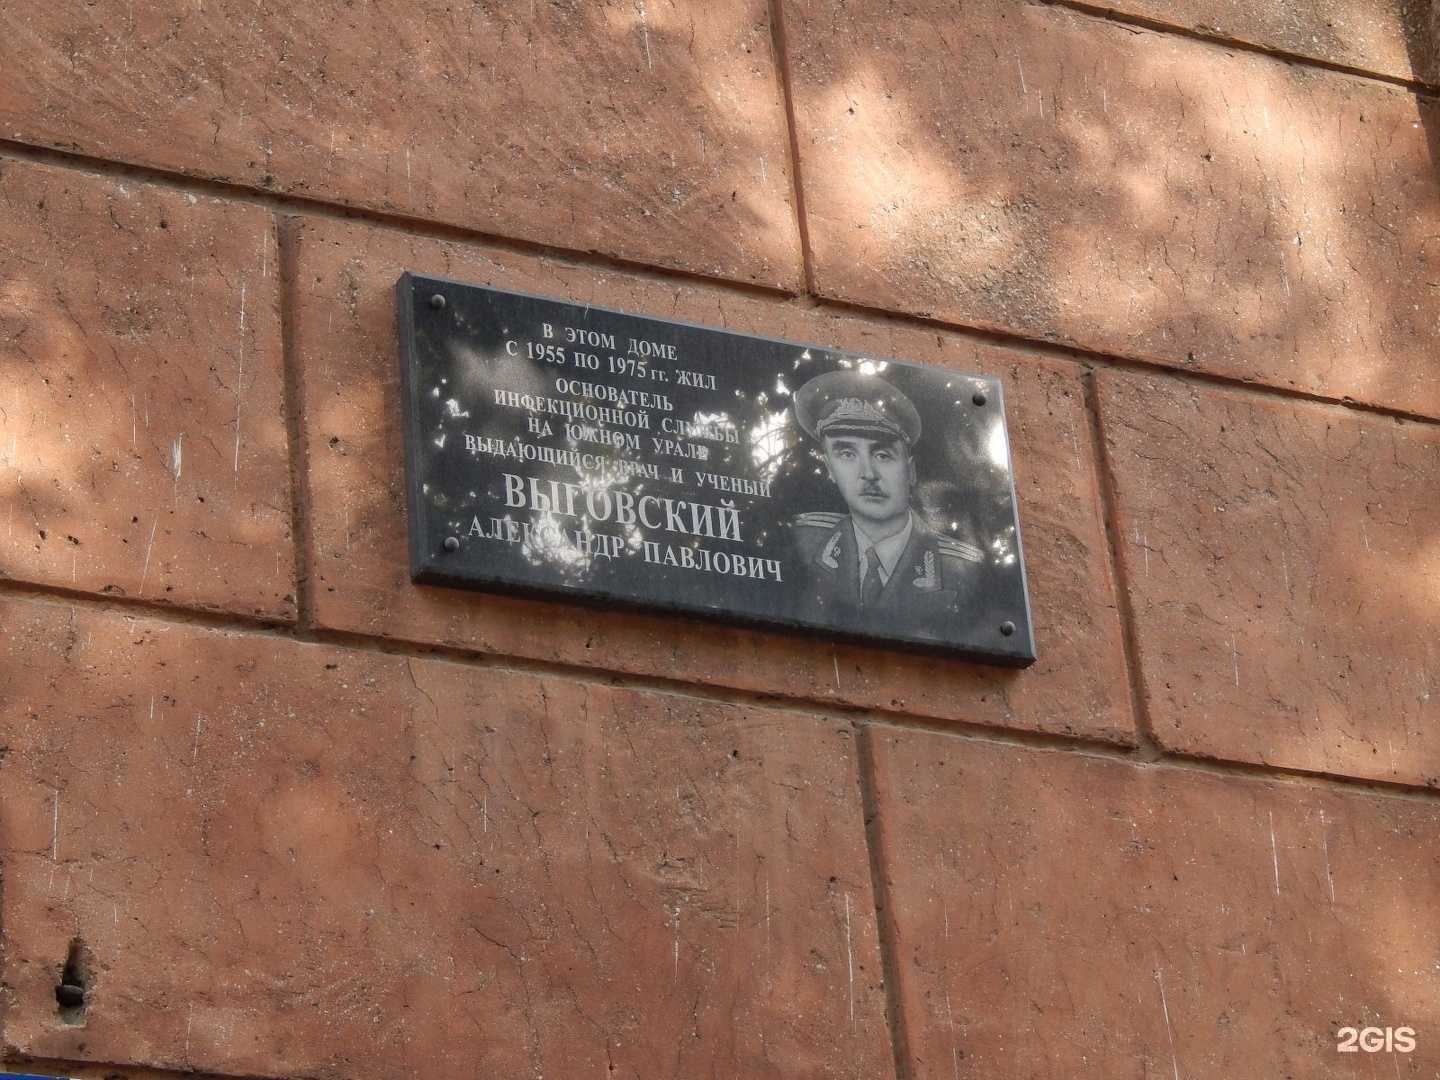 В ЭТОМ ДОМЕ
С 1955 ПО 1975 гг. ЖИЛ
ОСНОВАТЕЛЬ
ИНФЕКЦИОННОЙ СЛУЖБЫ
НА ЮЖНОМ УРАЛЕ
ВЫДАЮЩИЙСЯ ВРАЧ И УЧЕНЫЙ
ВЫГОВСКИЙ
АЛЕКСАНДР ПАВЛОВИЧ
2GIS